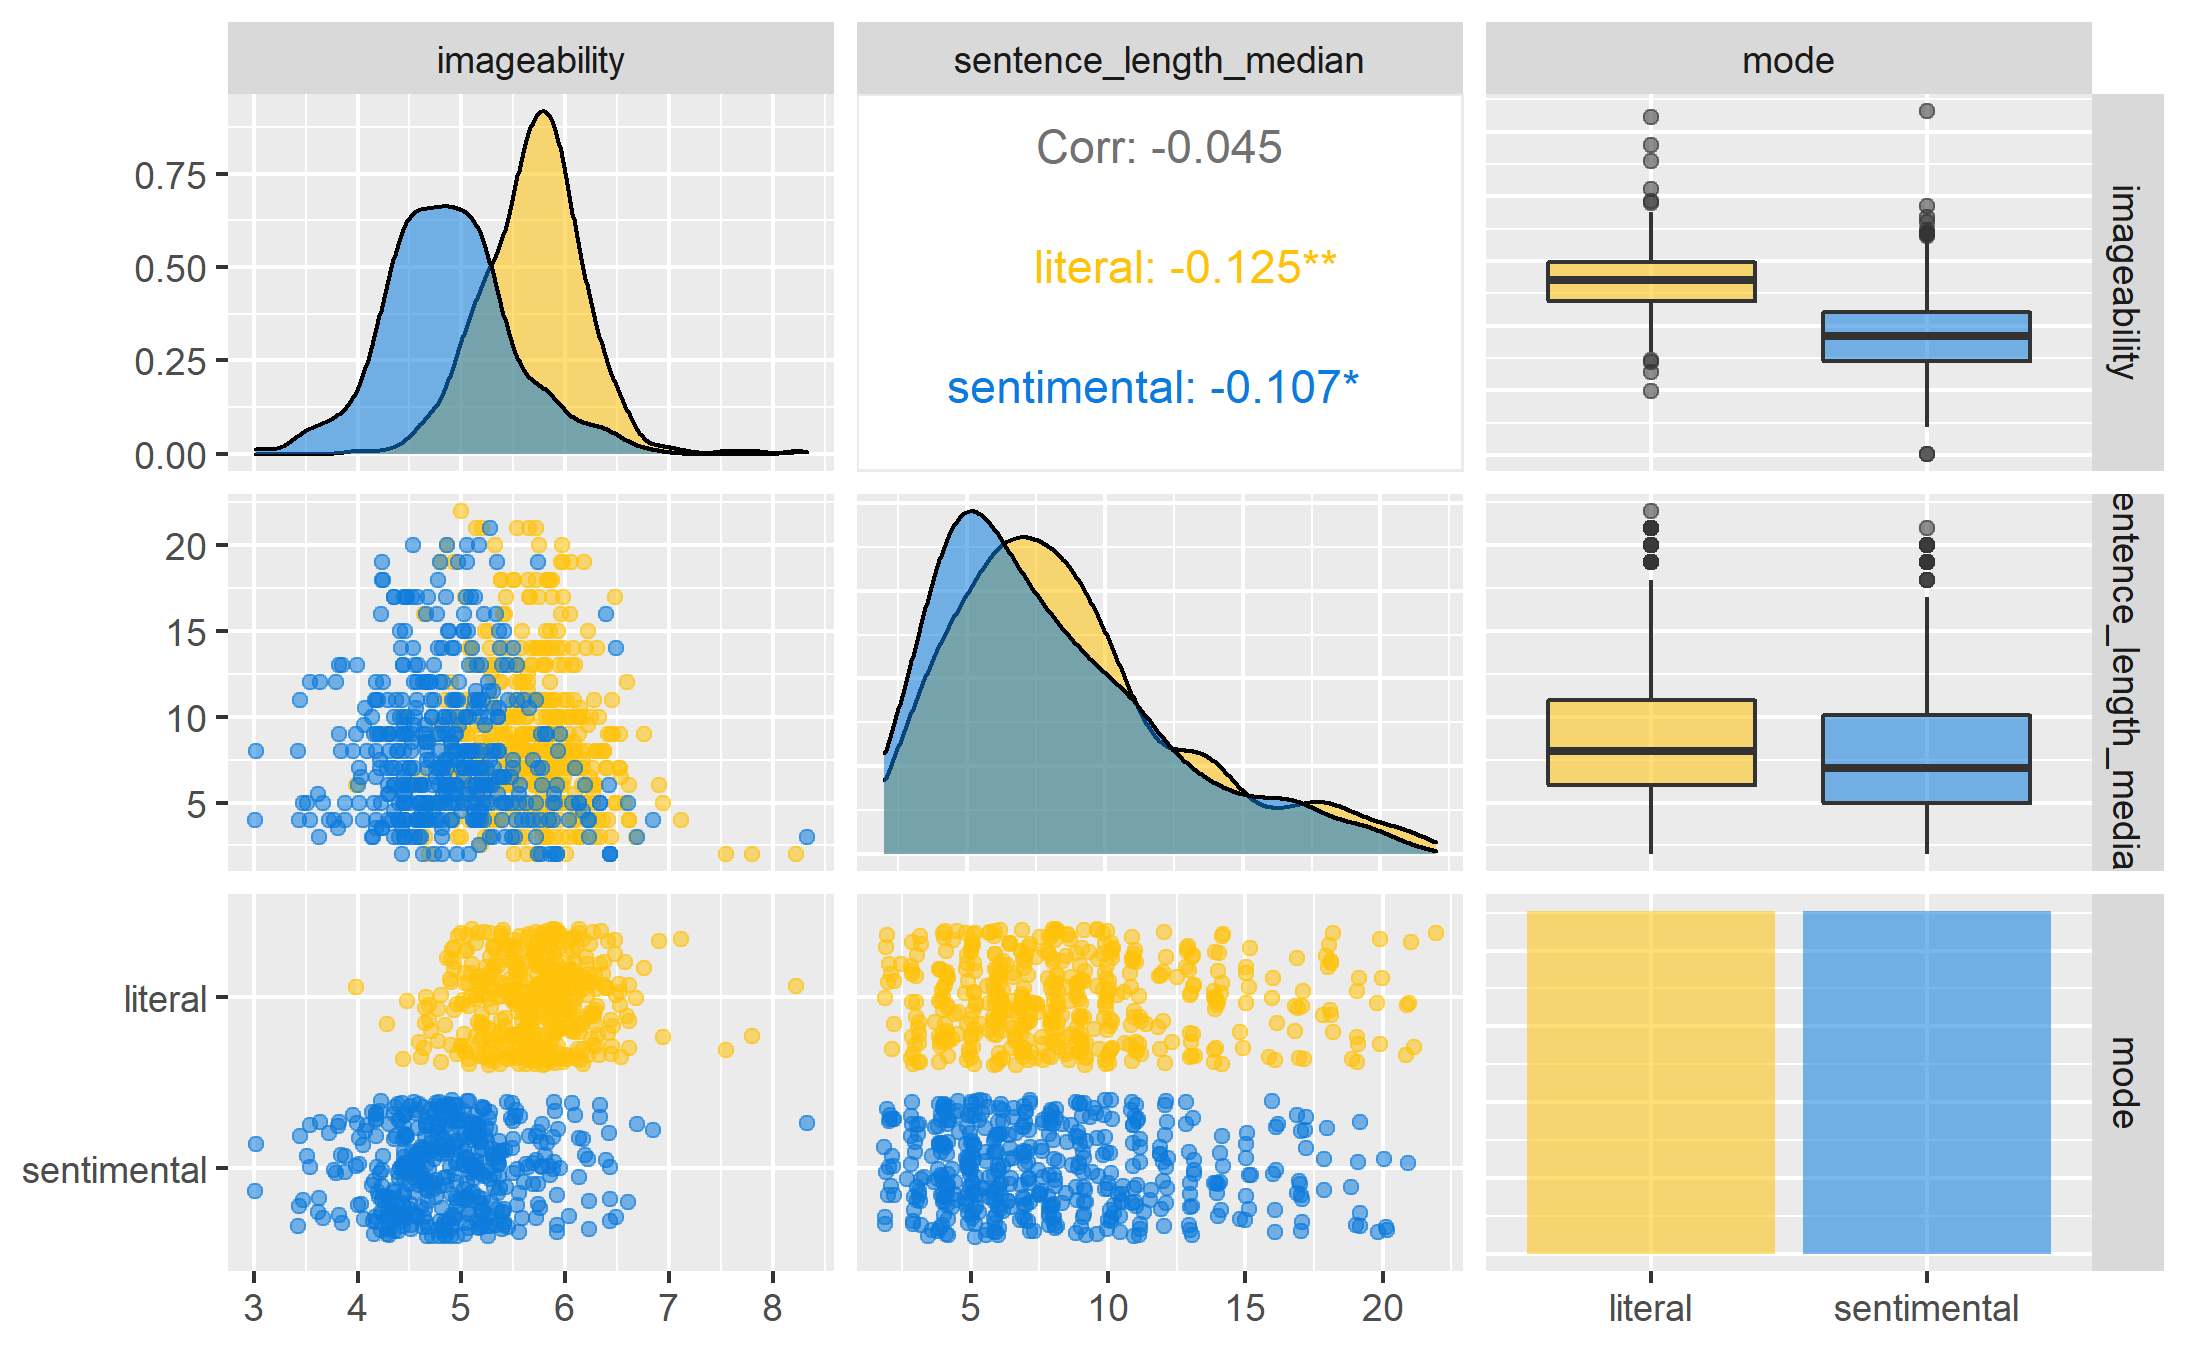 imageability
sentence_length_median
mode
0.75
0.50
0.25
0.00
Corr: -0.045
literal: -0.125**
sentimental: -0.107*
imageability
20
15
10
5
entence_length_media
literal
sentimental
mode
3 4 5 6 7 8
5 10 15 20
literal sentimental